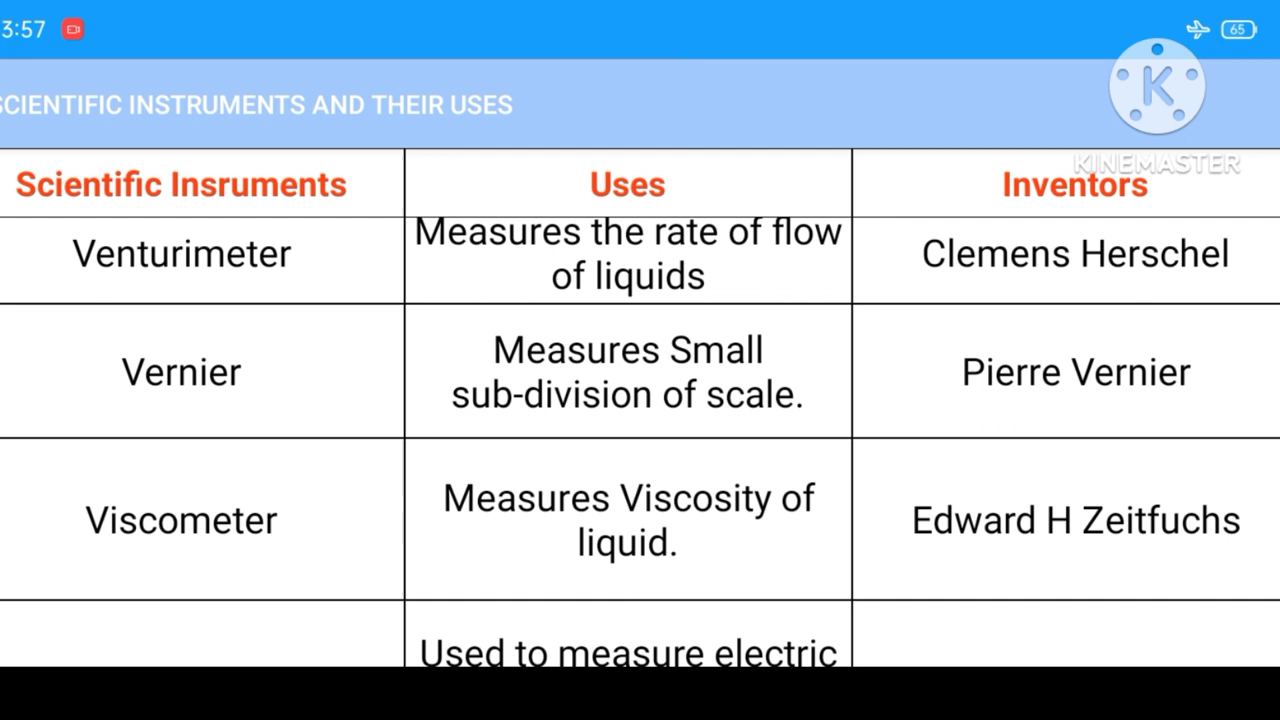 3:57
65
SCIENTIFIC INSTRUMENTS AND THEIR USES
K
KINEMASTER
Scientific Insruments Uses Inventors
Venturimeter
Measures the rate of flow
of liquids
Clemens Herschel
Vernier
Measures Small
sub-division of scale.
Pierre Vernier
Viscometer
Measures Viscosity of
liquid.
Edward H Zeitfuchs
Used to measure electric